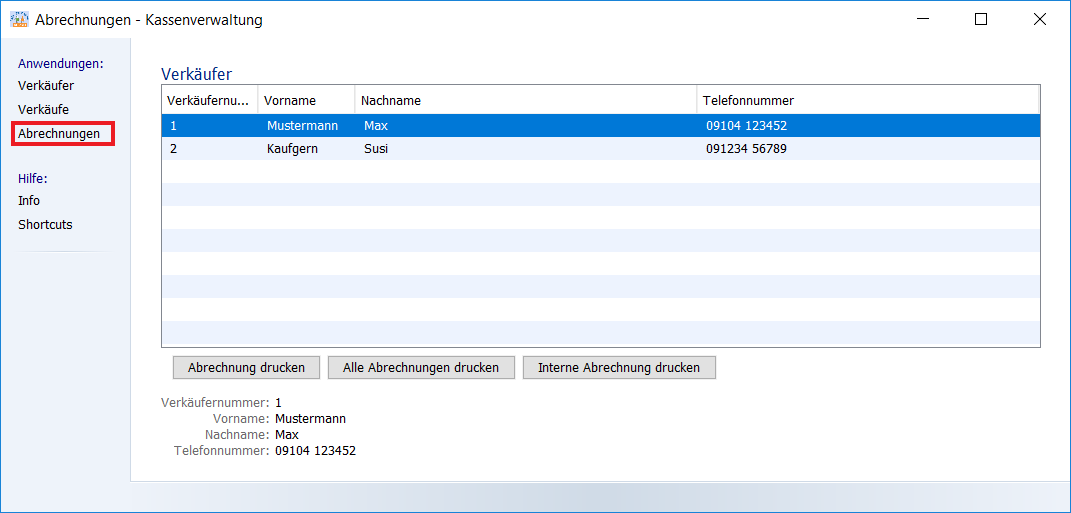 Abrechnungen - Kassenverwaltung
Anwendungen:
Verkäufer
Verkäufe
Abrechnungen
Hilfe:
Info
Shortcuts
Verkäufer
Verkäufernu... Vorname Nachname Telefonnummer
1 Mustermann Max 09104 123452
2 Kaufgern Susi 091234 56789
Abrechnung drucken Alle Abrechnungen drucken Interne Abrechnung drucken
Verkäufernummer: 1
Vorname: Mustermann
Nachname: Max
Telefonnummer: 09104 123452